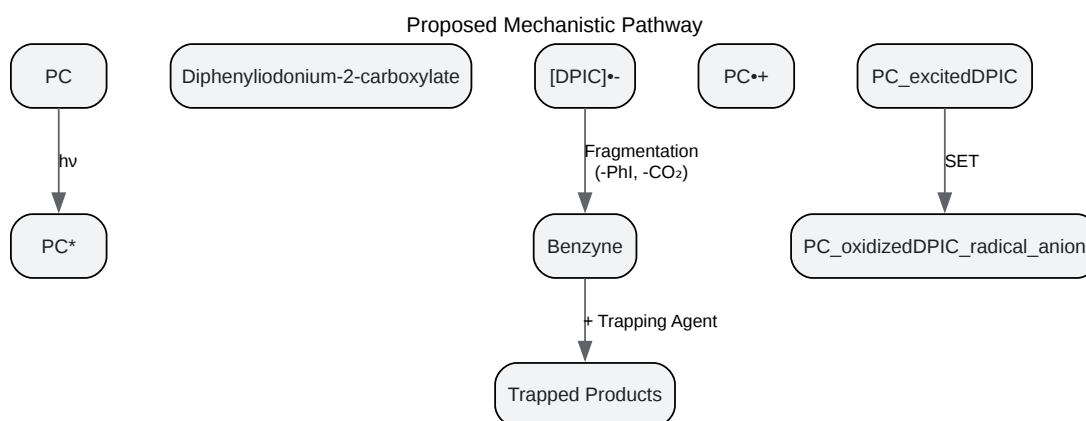 Proposed Mechanistic Pathway
PC
Diphenyliodonium-2-carboxylate
[DPIC]•-
PC•+
PC_excitedDPIC
hν
Fragmentation
(-PhI, -CO₂)
SET
PC*
Benzyne
PC_oxidizedDPIC_radical_anion
+ Trapping Agent
Trapped Products